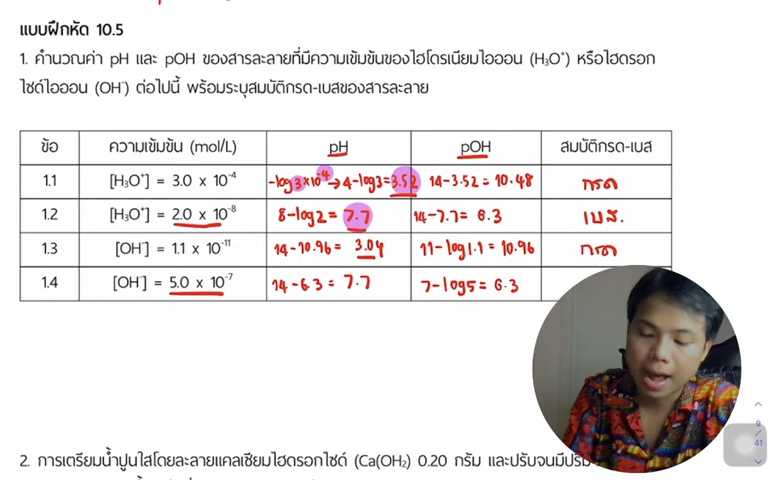 แบบฝึกหัด 10.5
1. คำนวณค่า pH และ pOH ของสารละลายที่มีความเข้มข้นของไฮโดรเนียมไอออน (H₃O⁺) หรือไฮดรอก
ไซด์ไอออน (OH⁻) ต่อไปนี้ พร้อมระบุสมบัติกรด-เบสของสารละลาย
ข้อ ความเข้มข้น (mol/L) pH pOH สมบัติกรด-เบส
1.1 [H₃O⁺] = 3.0 x 10⁻⁴ -log3x10⁻⁴ → 4-log3=3.52 14-3.52=10.48 กรด
1.2 [H₃O⁺] = 2.0 x 10⁻⁸ 8-log2= 7.7 14-7.7= 6.3 เบส.
1.3 [OH⁻] = 1.1 x 10⁻¹¹ 14-10.96= 3.04 11-log1.1=10.96 กรด
1.4 [OH⁻] = 5.0 x 10⁻⁷ 14-6.3= 7.7 7-log5= 6.3
2. การเตรียมน้ำปูนใสโดยละลายแคลเซียมไฮดรอกไซด์ (Ca(OH₂) 0.20 กรัม และปรับจนมีปริม
9
/
41